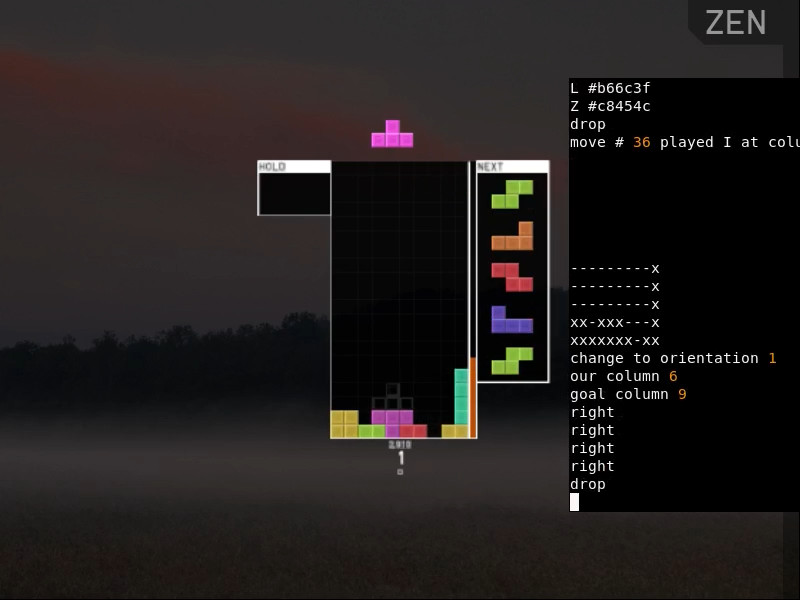 ZEN
HOLD
NEXT
1
L #b66c3f
Z #c8454c
drop
move # 36 played I at colu
---------x
---------x
---------x
xx-xxx---x
xxxxxxx-xx
change to orientation 1
our column 6
goal column 9
right
right
right
right
drop